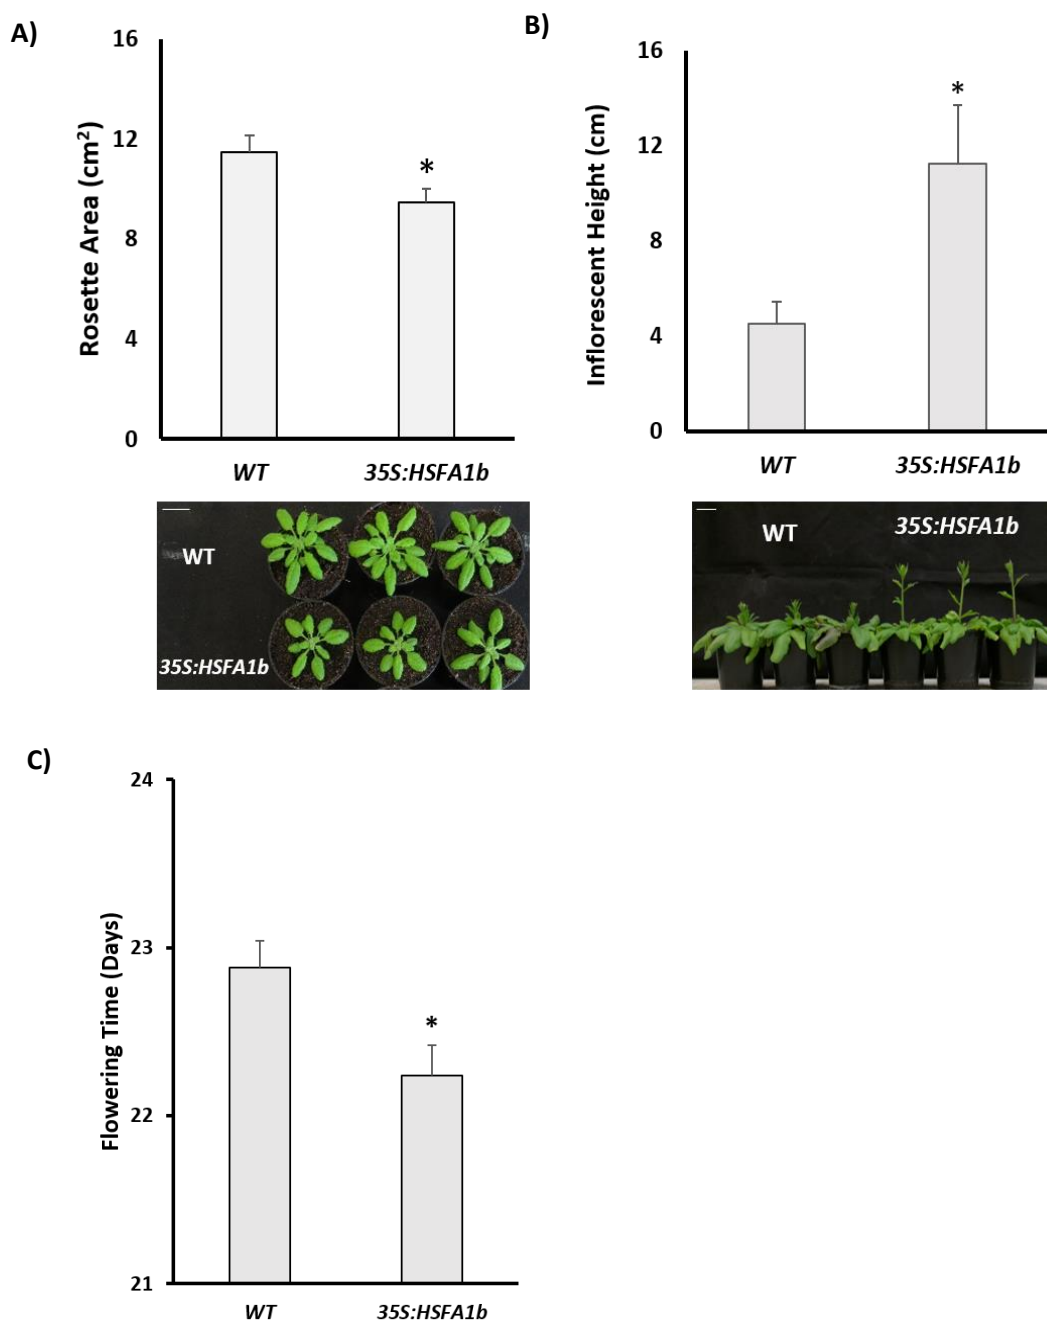 A)
16
12
8
4
0
Rosette Area (cm²)
*
WT
35S:HSFA1b
WT
35S:HSFA1b
B)
16
12
8
4
0
Inflorescent Height (cm)
*
WT
35S:HSFA1b
WT
35S:HSFA1b
C)
24
23
22
21
Flowering Time (Days)
*
WT
35S:HSFA1b